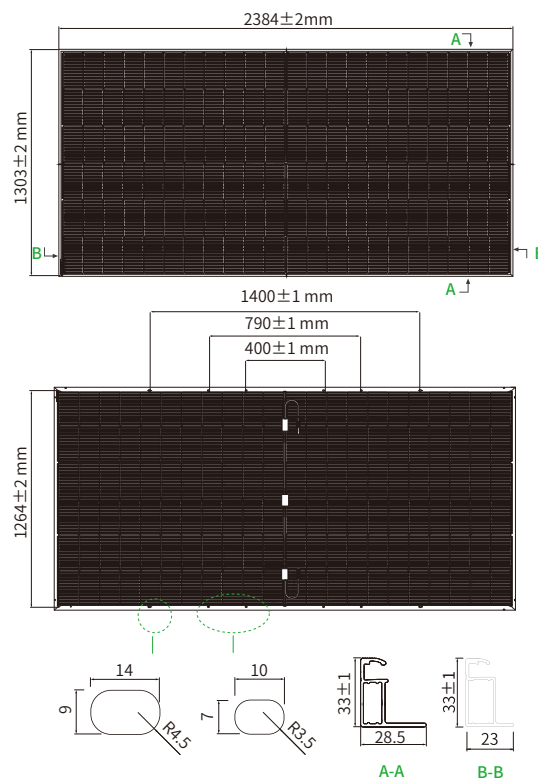 2384±2mm
A
1303±2 mm
B
B
A
1400±1 mm
790±1 mm
400±1 mm
1264±2 mm
14
9
R4.5
10
7
R3.5
33±1
28.5
A-A
33±1
23
B-B